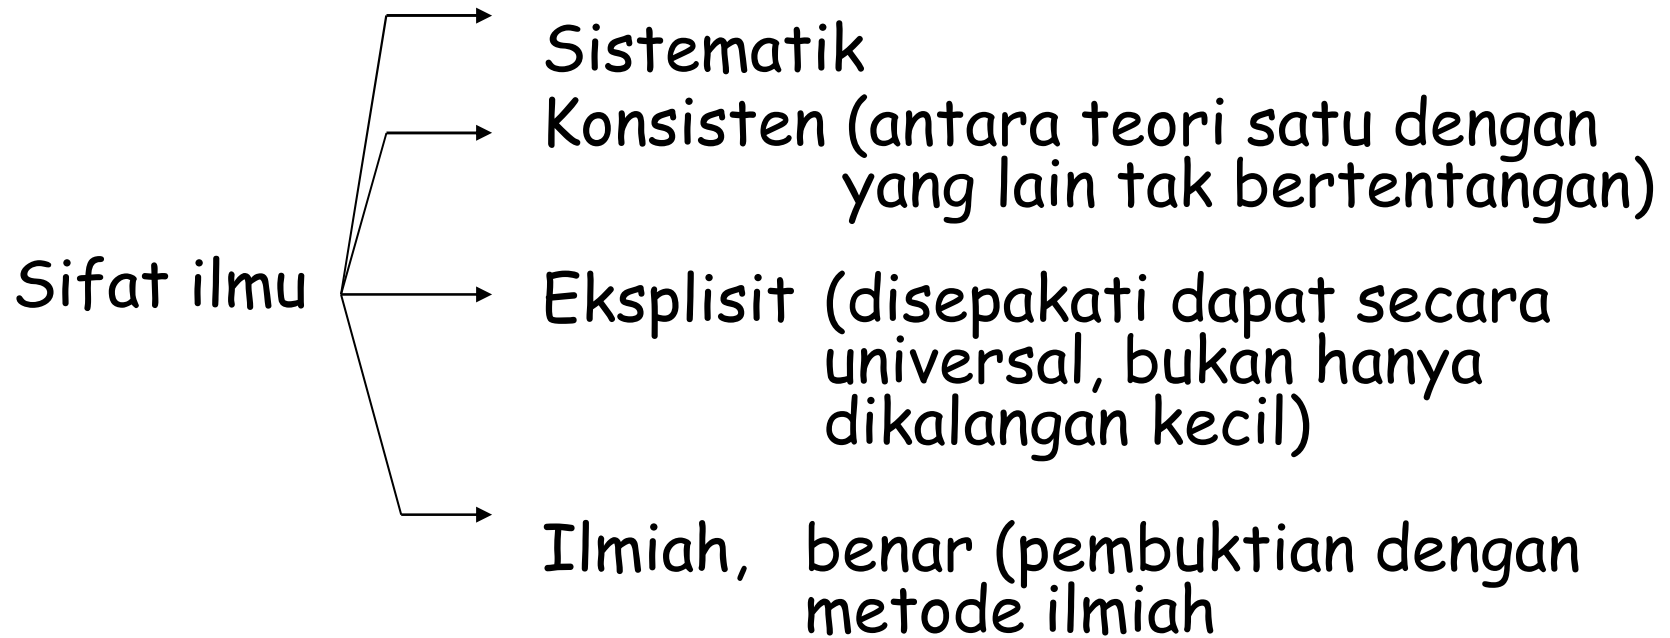 Sistematik
Konsisten (antara teori satu dengan
yang lain tak bertentangan)
Sifat ilmu
Eksplisit (disepakati dapat secara
universal, bukan hanya
dikalangan kecil)
Ilmiah, benar (pembuktian dengan
metode ilmiah